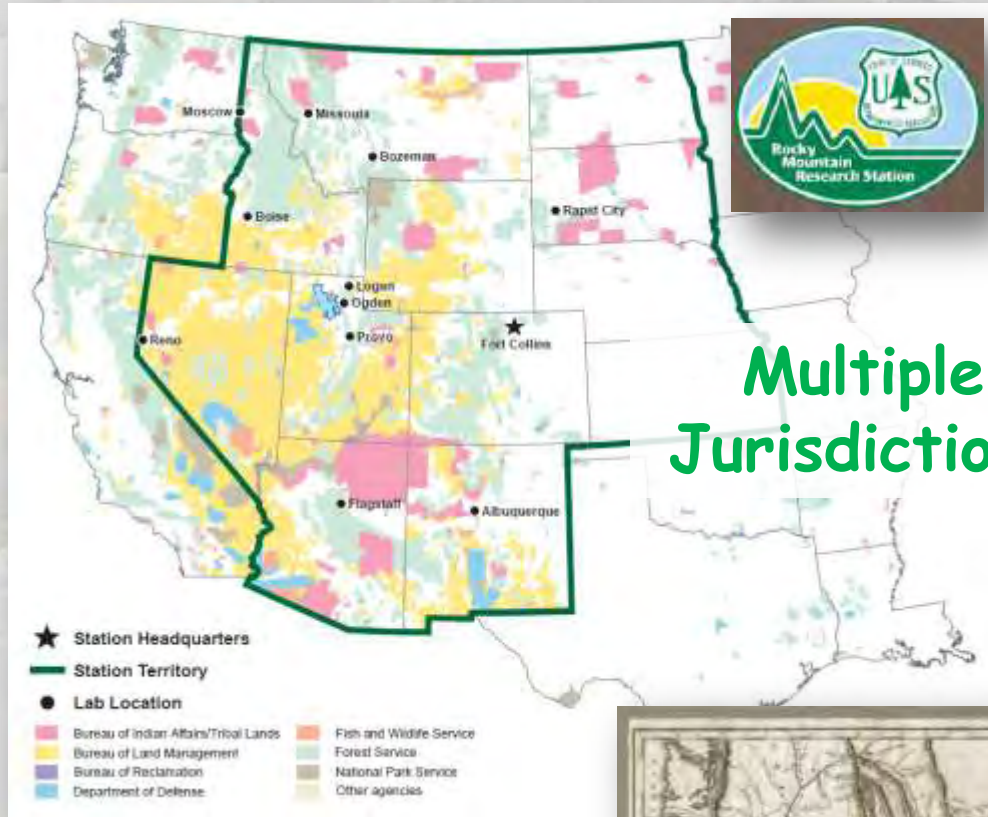 Moscow
Missoula
Bozeman
Boise
Rapid City
Logan
Ogden
Provo
Reno
Fort Collins
Flagstaff
Albuquerque
UAS
Rocky
Mountain
Research Station
Multiple
Jurisdictio
Station Headquarters
Station Territory
Lab Location
Bureau of Indian Affairs/Tribal Lands
Bureau of Land Management
Bureau of Reclamation
Department of Defense
Fish and Wildlife Service
Forest Service
National Park Service
Other agencies